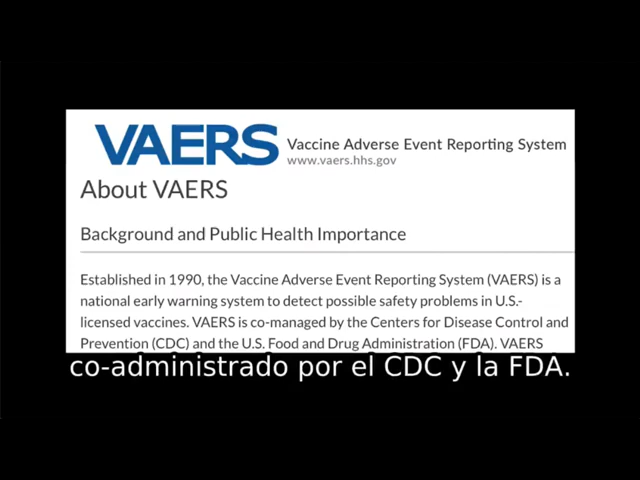 VAERS Vaccine Adverse Event Reporting System
www.vaers.hhs.gov
About VAERS
Background and Public Health Importance
Established in 1990, the Vaccine Adverse Event Reporting System (VAERS) is a
national early warning system to detect possible safety problems in U.S.-
licensed vaccines. VAERS is co-managed by the Centers for Disease Control and
Prevention (CDC) and the U.S. Food and Drug Administration (FDA). VAERS
co-administrado por el CDC y la FDA.